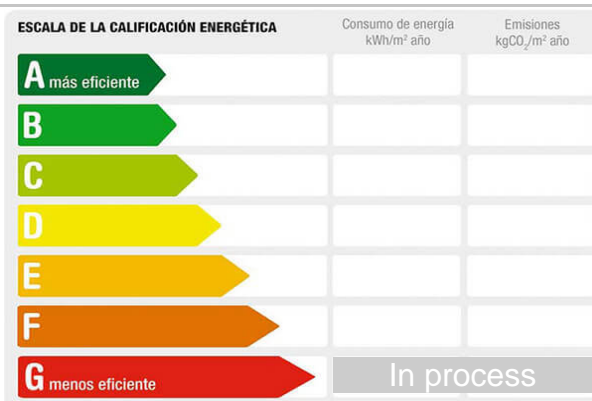 ESCALA DE LA CALIFICACIÓN ENERGÉTICA
Consumo de energía
kWh/m² año
Emisiones
kgCO₂/m² año
A más eficiente
B
C
D
E
F
G menos eficiente
In process